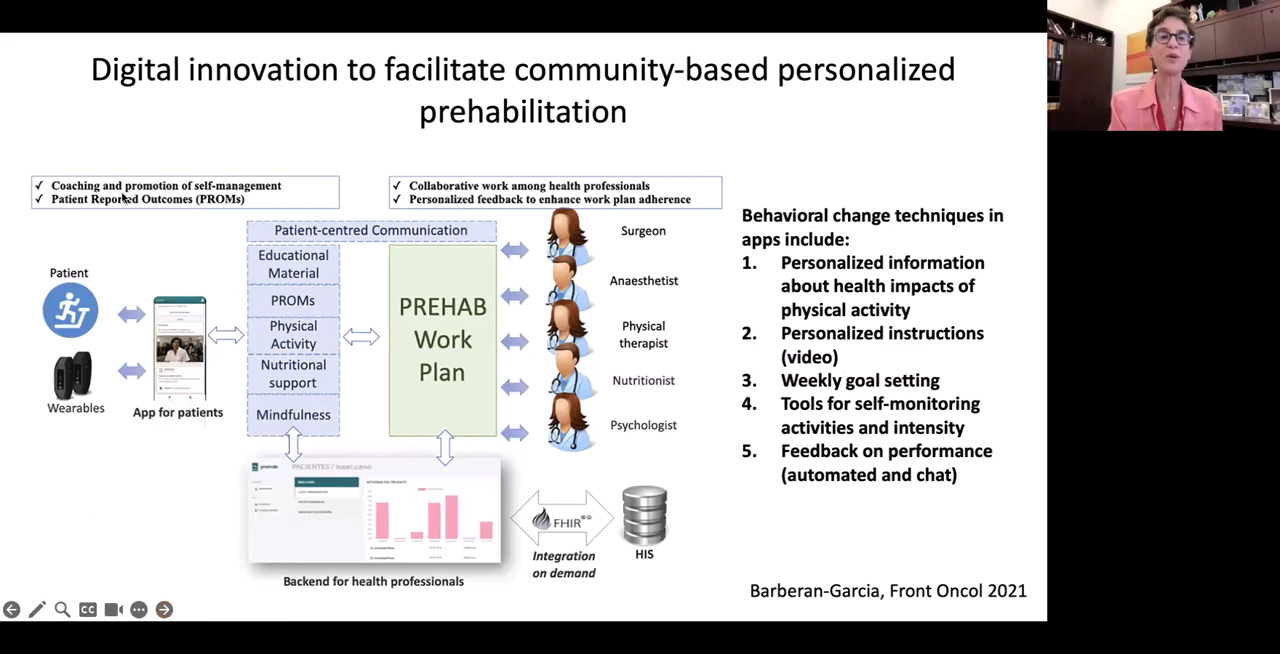 Digital innovation to facilitate community-based personalized
prehabilitation
✓ Coaching and promotion of self-management
✓ Patient Reported Outcomes (PROMs)
✓ Collaborative work among health professionals
✓ Personalized feedback to enhance work plan adherence
Patient
Wearables
App for patients
Patient-centred Communication
Educational
Material
PROMs
Physical
Activity
Nutritional
support
Mindfulness
PREHAB
Work
Plan
Surgeon
Anaesthetist
Physical
therapist
Nutritionist
Psychologist
PACIENTES / isaac.cano
Backend for health professionals
FHIR
Integration
on demand
HIS
Behavioral change techniques in
apps include:
1. Personalized information
about health impacts of
physical activity
2. Personalized instructions
(video)
3. Weekly goal setting
4. Tools for self-monitoring
activities and intensity
5. Feedback on performance
(automated and chat)
Barberan-Garcia, Front Oncol 2021
CC